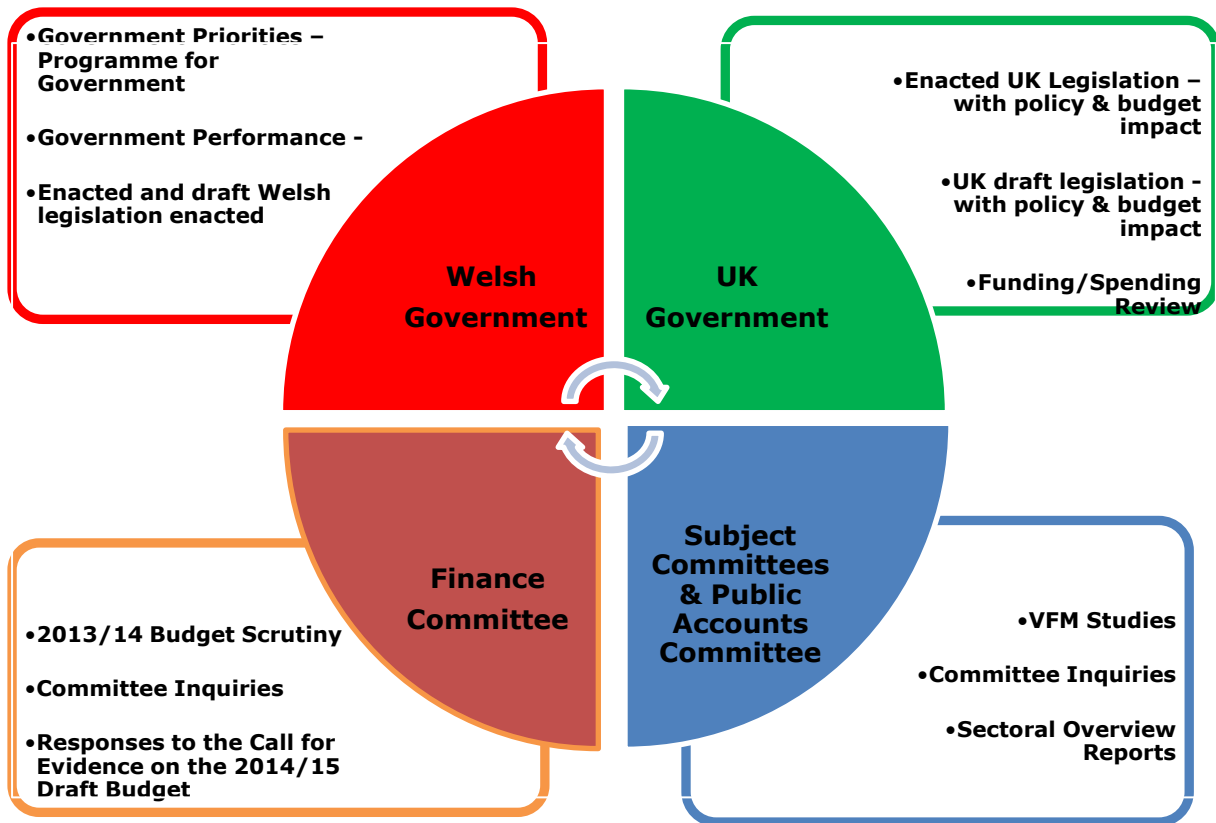 •Government Priorities –
Programme for
Government
•Government Performance -
•Enacted and draft Welsh
legislation enacted
•Enacted UK Legislation –
with policy & budget
impact
•UK draft legislation -
with policy & budget
impact
•Funding/Spending
Review
Welsh
Government
UK
Government
Finance
Committee
Subject
Committees
& Public
Accounts
Committee
•2013/14 Budget Scrutiny
•Committee Inquiries
•Responses to the Call for
Evidence on the 2014/15
Draft Budget
•VFM Studies
•Committee Inquiries
•Sectoral Overview
Reports